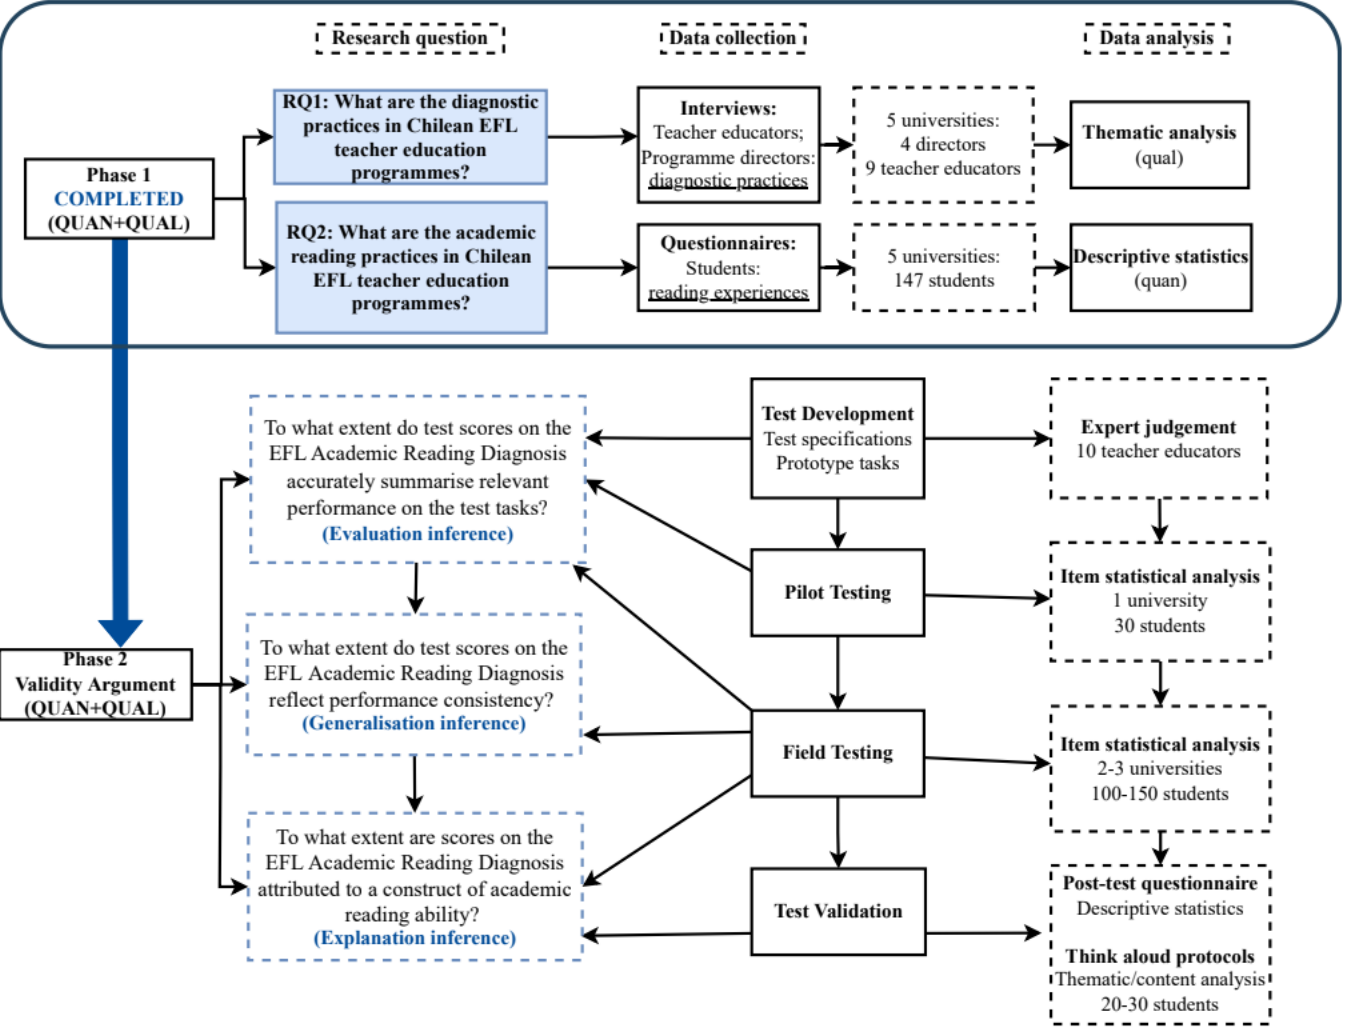 Research question
Data collection
Data analysis
Phase 1
COMPLETED
(QUAN+QUAL)
RQ1: What are the diagnostic
practices in Chilean EFL
teacher education
programmes?
Interviews:
Teacher educators;
Programme directors:
diagnostic practices
5 universities:
4 directors
9 teacher educators
Thematic analysis
(qual)
RQ2: What are the academic
reading practices in Chilean
EFL teacher education
programmes?
Questionnaires:
Students:
reading experiences
5 universities:
147 students
Descriptive statistics
(quan)
Phase 2
Validity Argument
(QUAN+QUAL)
To what extent do test scores on the
EFL Academic Reading Diagnosis
accurately summarise relevant
performance on the test tasks?
(Evaluation inference)
To what extent do test scores on the
EFL Academic Reading Diagnosis
reflect performance consistency?
(Generalisation inference)
To what extent are scores on the
EFL Academic Reading Diagnosis
attributed to a construct of academic
reading ability?
(Explanation inference)
Test Development
Test specifications
Prototype tasks
Pilot Testing
Field Testing
Test Validation
Expert judgement
10 teacher educators
Item statistical analysis
1 university
30 students
Item statistical analysis
2-3 universities
100-150 students
Post-test questionnaire
Descriptive statistics
Think aloud protocols
Thematic/content analysis
20-30 students